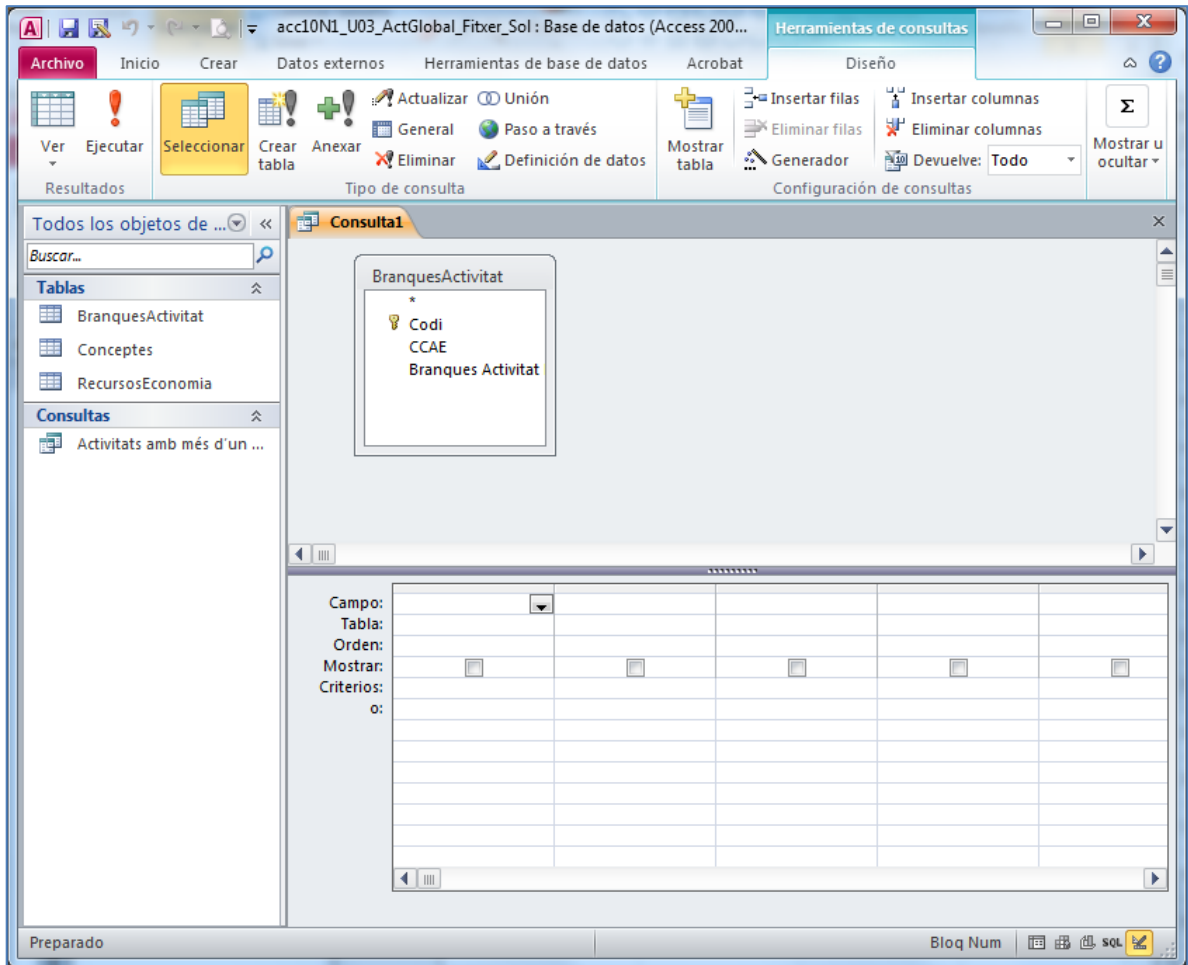 acc10N1_U03_ActGlobal_Fitxer_Sol : Base de datos (Access 200...
Herramientas de consultas
Archivo Inicio Crear Datos externos Herramientas de base de datos Acrobat Diseño
Ver
Ejecutar
Seleccionar
Crear tabla
Anexar
Actualizar
General
Eliminar
Unión
Paso a través
Definición de datos
Mostrar tabla
Insertar filas
Eliminar filas
Generador
Insertar columnas
Eliminar columnas
Devuelve: Todo
Σ
Mostrar u ocultar
Resultados
Tipo de consulta
Configuración de consultas
Todos los objetos de ...
Buscar...
Tablas
BranquesActivitat
Conceptes
RecursosEconomia
Consultas
Activitats amb més d'un ...
Consulta1
BranquesActivitat
*
Codi
CCAE
Branques Activitat
Campo:
Tabla:
Orden:
Mostrar:
Criterios:
o:
Preparado
Bloq Num
SQL